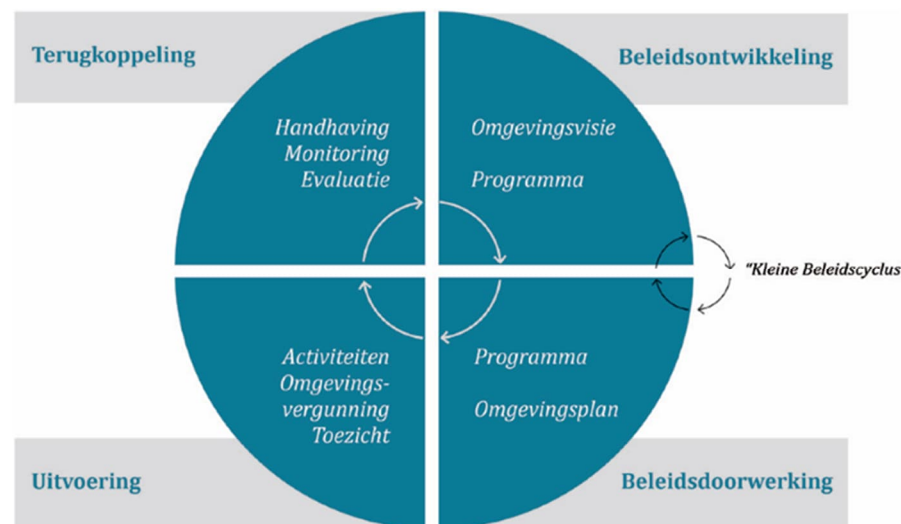 Terugkoppeling
Beleidsontwikkeling
Handhaving
Monitoring
Evaluatie
Omgevingsvisie
Programma
"Kleine Beleidscyclus
Activiteiten
Omgevings-
vergunning
Toezicht
Programma
Omgevingsplan
Uitvoering
Beleidsdoorwerking